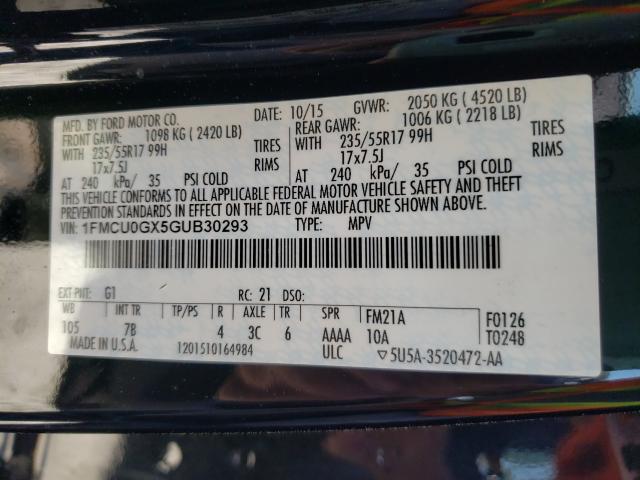 MFD. BY FORD MOTOR CO. DATE: 10/15 GVWR: 2050 KG ( 4520 LB)
FRONT GAWR: 1098 KG ( 2420 LB) REAR GAWR: 1006 KG ( 2218 LB)
WITH 235/55R17 99H TIRES WITH 235/55R17 99H TIRES
17x7.5J RIMS 17x7.5J RIMS
AT 240 kPa/ 35 PSI COLD AT 240 kPa/ 35 PSI COLD
THIS VEHICLE CONFORMS TO ALL APPLICABLE FEDERAL MOTOR VEHICLE SAFETY AND THEFT
PREVENTION STANDARDS IN EFFECT ON THE DATE OF MANUFACTURE SHOWN ABOVE.
VIN: 1FMCU0GX5GUB30293 TYPE: MPV
EXT PNT: G1 RC: 21 DSO:
WB INT TR TP/PS R AXLE TR SPR FM21A F0126
105 7B 4 3C 6 AAAA 10A T0248
MADE IN U.S.A. 1201510164984 ULC ▽5U5A-3520472-AA